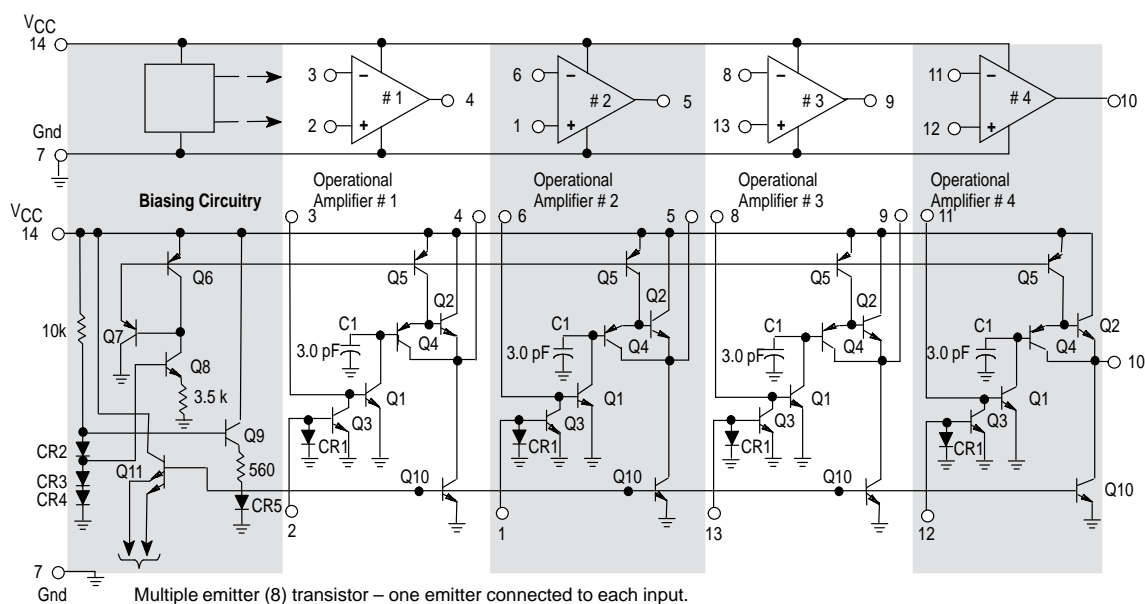 VCC
14
3
2
# 1
4
6
1
# 2
5
8
13
# 3
9
11
12
# 4
10
Gnd
7
Biasing Circuitry
Operational
Amplifier # 1
Operational
Amplifier # 2
Operational
Amplifier # 3
Operational
Amplifier # 4
VCC
14
3
4
6
5
8
9
11
Q6
Q5
Q5
Q5
Q5
10k
Q7
Q8
3.5 k
C1
3.0 pF
Q2
Q4
C1
3.0 pF
Q2
Q4
C1
3.0 pF
Q2
Q4
C1
3.0 pF
Q2
Q4
10
Q9
560
CR2
CR3
CR4
Q11
CR5
Q1
Q3
CR1
Q1
Q3
CR1
Q1
Q3
CR1
Q1
Q3
CR1
Q10
Q10
Q10
Q10
2
1
13
12
7
Gnd
Multiple emitter (8) transistor – one emitter connected to each input.